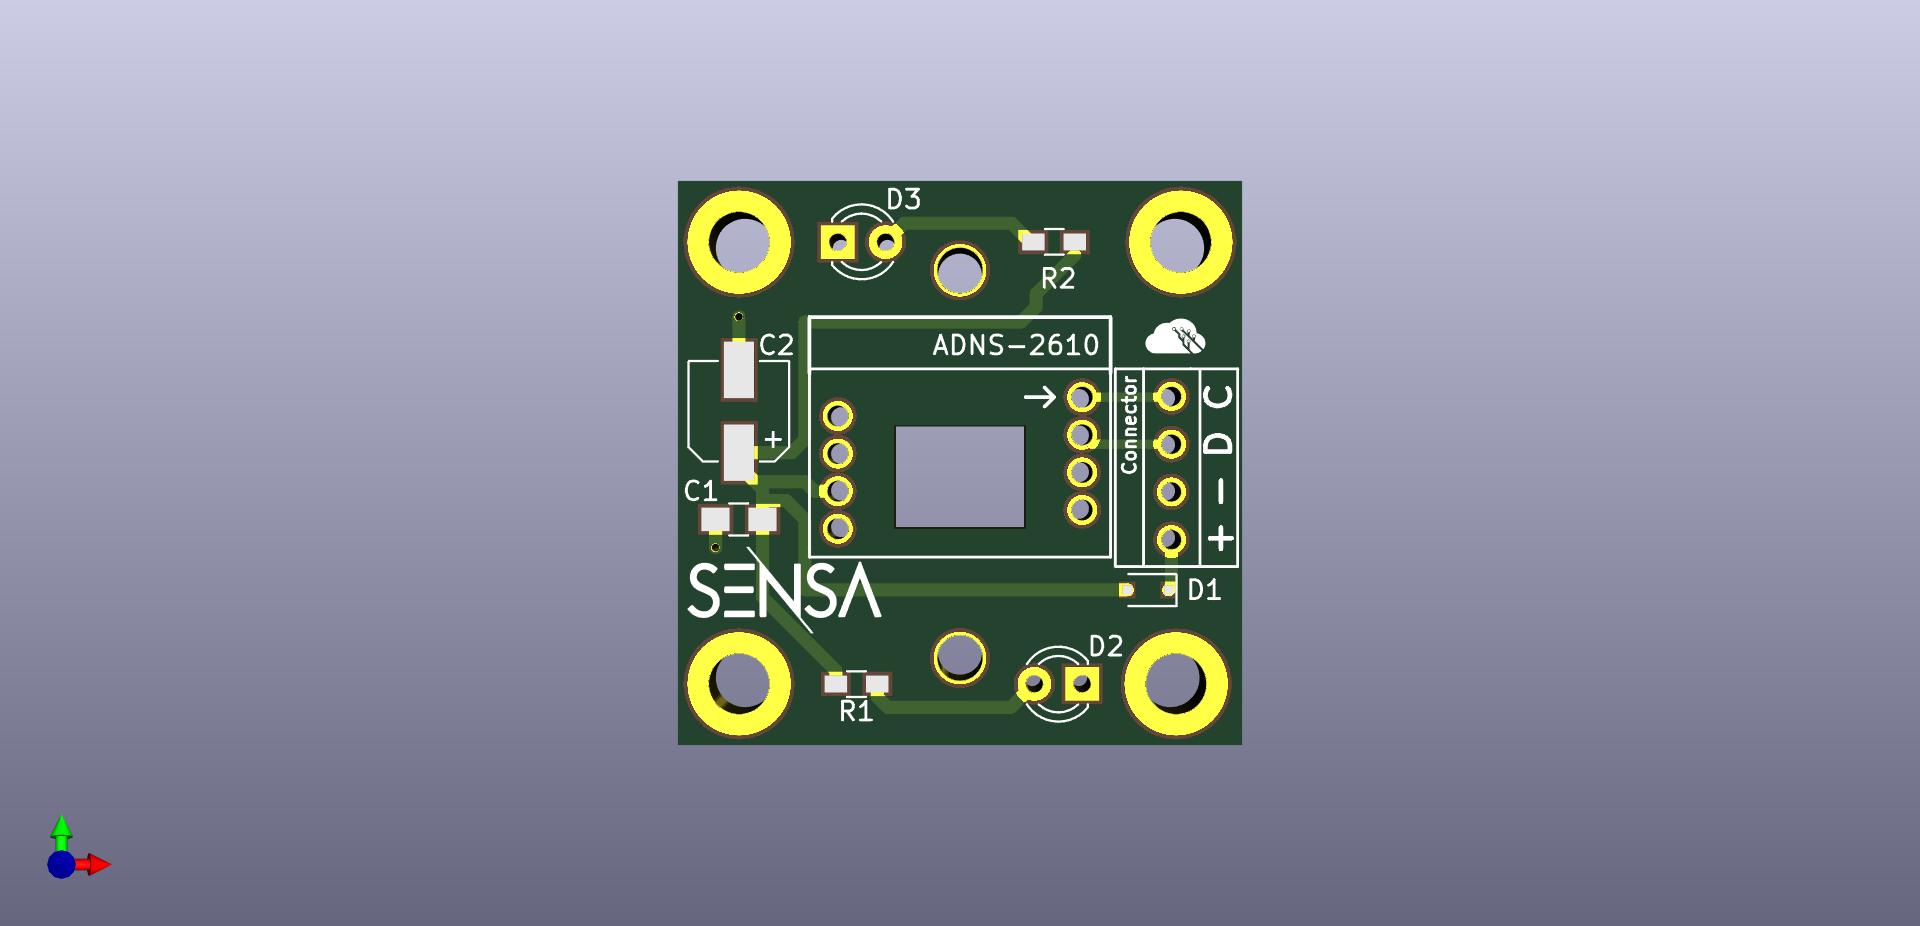 D3
R2
ADNS-2610
C2
+
C1
Connector
C
D
-
+
SENSA
D1
D2
R1